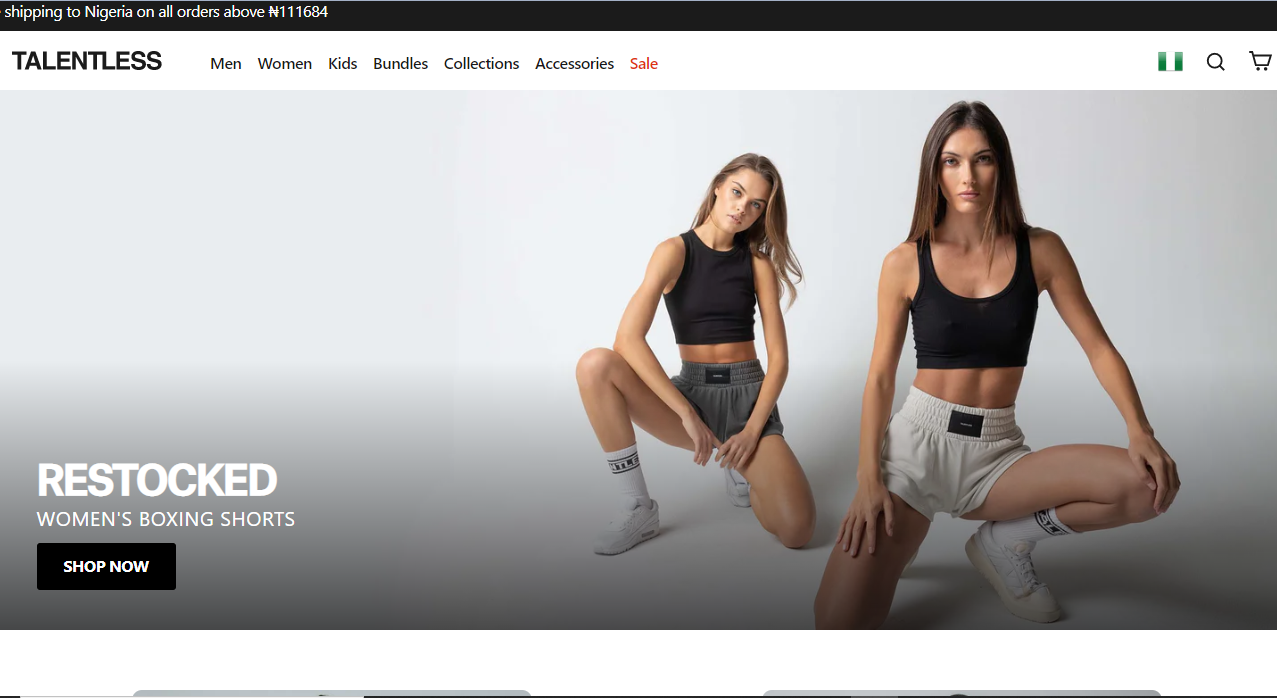 shipping to Nigeria on all orders above ₦111684
TALENTLESS
Men Women Kids Bundles Collections Accessories Sale
RESTOCKED
WOMEN'S BOXING SHORTS
SHOP NOW